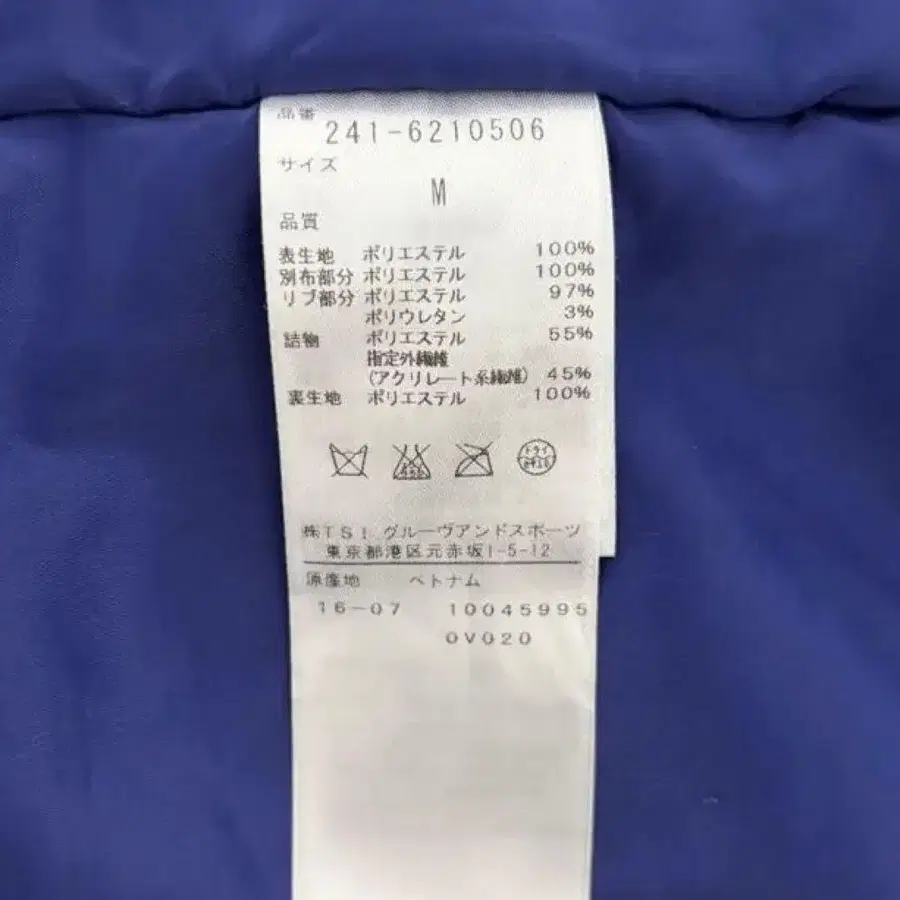 品番
241-6210506
サイズ
M
品質
表生地 ポリエステル 100%
別布部分 ポリエステル 100%
リブ部分 ポリエステル 97%
ポリウレタン 3%
詰物 ポリエステル 55%
指定外繊維
(アクリレート系繊維) 45%
裏生地 ポリエステル 100%
ドライ
㈱TSI グルーヴアンドスポーツ
東京都港区元赤坂1-5-12
原産地 ベトナム
16-07 10045995
0V020